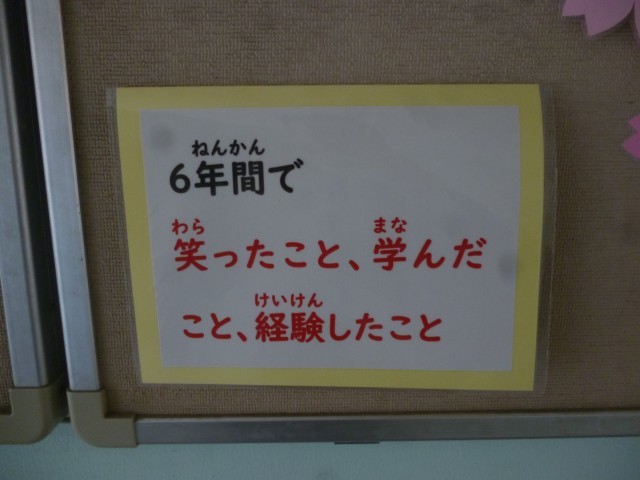 ねんかん
6年間で
わら まな
笑ったこと、学んだ
けいけん
こと、経験したこと